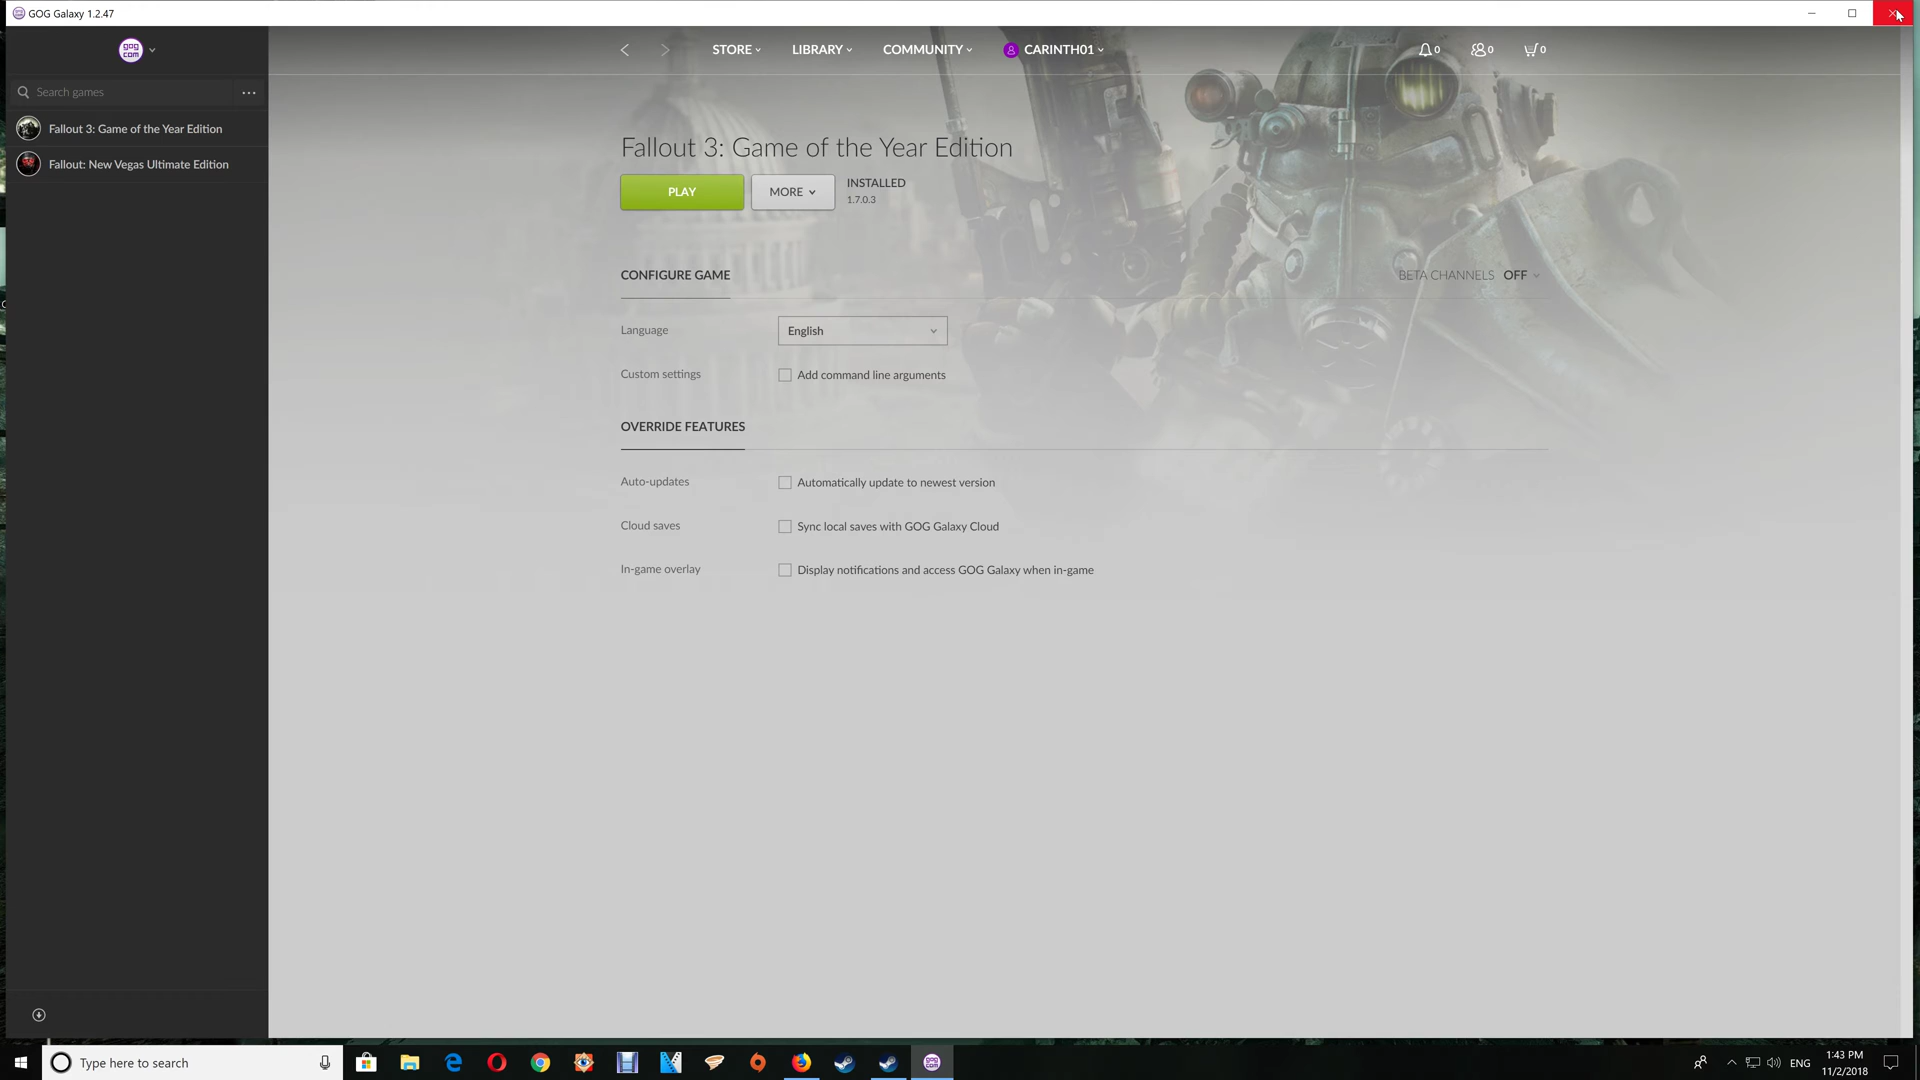 GOG Galaxy 1.2.47
gog
com
STORE
LIBRARY
COMMUNITY
CARINTH01
0
0
0
Search games
...
Fallout 3: Game of the Year Edition
Fallout: New Vegas Ultimate Edition
Fallout 3: Game of the Year Edition
PLAY
MORE
INSTALLED
1.7.0.3
CONFIGURE GAME
BETA CHANNELS OFF
Language
English
Custom settings
Add command line arguments
OVERRIDE FEATURES
Auto-updates
Automatically update to newest version
Cloud saves
Sync local saves with GOG Galaxy Cloud
In-game overlay
Display notifications and access GOG Galaxy when in-game
Type here to search
gog
com
ENG
1:43 PM
11/2/2018